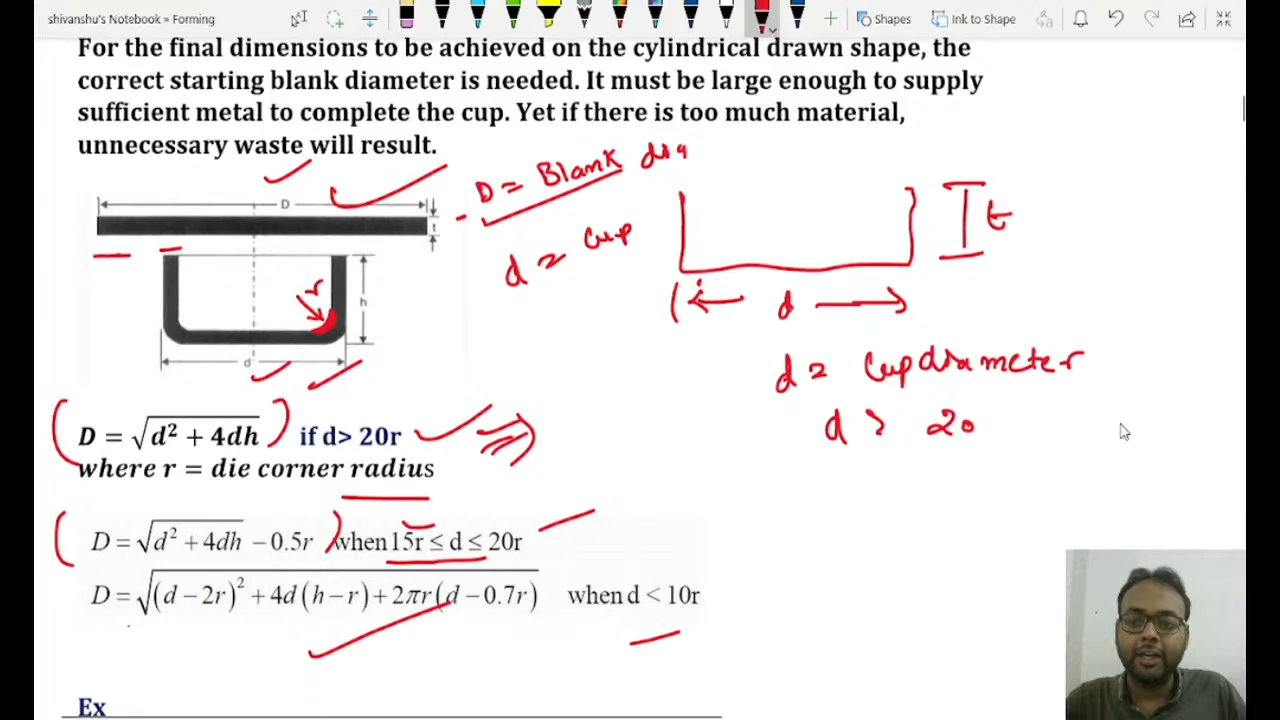 shivanshu's Notebook » Forming
Shapes
Ink to Shape
For the final dimensions to be achieved on the cylindrical drawn shape, the
correct starting blank diameter is needed. It must be large enough to supply
sufficient metal to complete the cup. Yet if there is too much material,
unnecessary waste will result.
D = Blank dia
d = cup
D
t
r
h
d
t
d
d = Cup diameter
d > 20
D = √d² + 4dh if d> 20r
where r = die corner radius
D = √d² + 4dh − 0.5r when 15r ≤ d ≤ 20r
D = √(d − 2r)² + 4d(h − r) + 2πr(d − 0.7r) when d < 10r
Ex